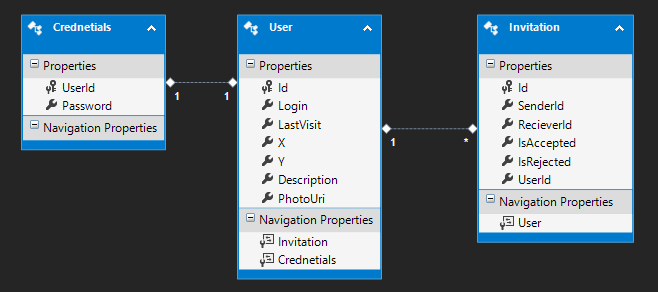 Crednetials
Properties
UserId
Password
Navigation Properties
1
1
User
Properties
Id
Login
LastVisit
X
Y
Description
PhotoUri
Navigation Properties
Invitation
Crednetials
1
*
Invitation
Properties
Id
SenderId
RecieverId
IsAccepted
IsRejected
UserId
Navigation Properties
User